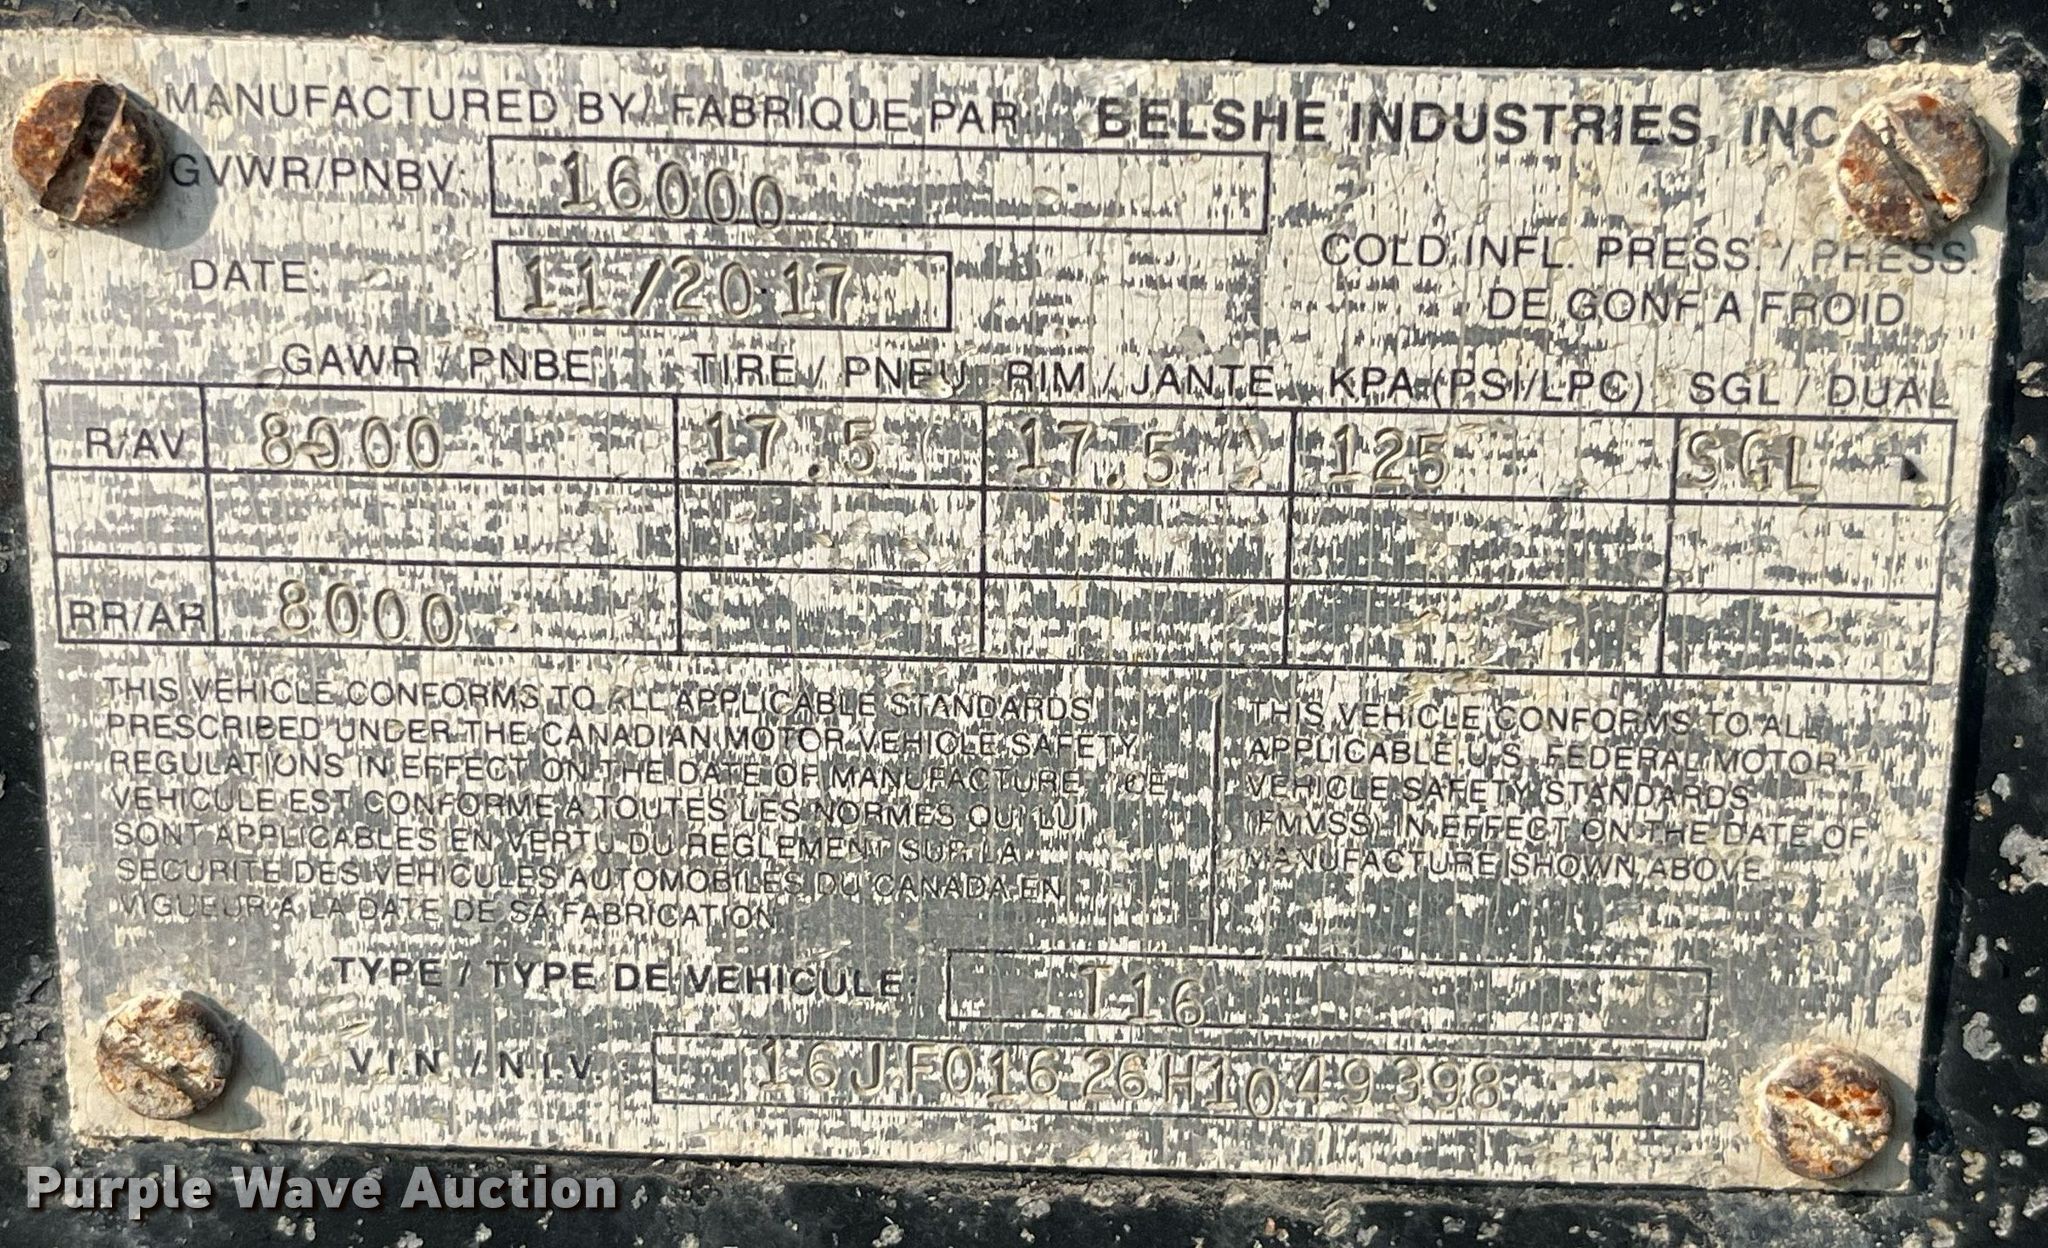 MANUFACTURED BY/ FABRIQUE PAR BELSHE INDUSTRIES, INC
GVWR/PNBV: 16000
DATE: 11/2017
COLD INFL. PRESS. / PRESS.
DE GONF A FROID
GAWR / PNBE TIRE / PNEU RIM / JANTE KPA (PSI/LPC) SGL / DUAL
R/AV 8000 17.5 17.5 125 SGL
RR/AR 8000
THIS VEHICLE CONFORMS TO ALL APPLICABLE STANDARDS
PRESCRIBED UNDER THE CANADIAN MOTOR VEHICLE SAFETY
REGULATIONS IN EFFECT ON THE DATE OF MANUFACTURE CE
VEHICULE EST CONFORME A TOUTES LES NORMES QUI LUI
SONT APPLICABLES EN VERTU DU REGLEMENT SUR LA
SECURITE DES VEHICULES AUTOMOBILES DU CANADA EN
VIGUEUR A LA DATE DE SA FABRICATION
THIS VEHICLE CONFORMS TO ALL
APPLICABLE U.S. FEDERAL MOTOR
VEHICLE SAFETY STANDARDS
(FMVSS) IN EFFECT ON THE DATE OF
MANUFACTURE SHOWN ABOVE
TYPE / TYPE DE VEHICULE: T16
V.I.N. / N.I.V. : 16JF01626H1049398
Purple Wave Auction